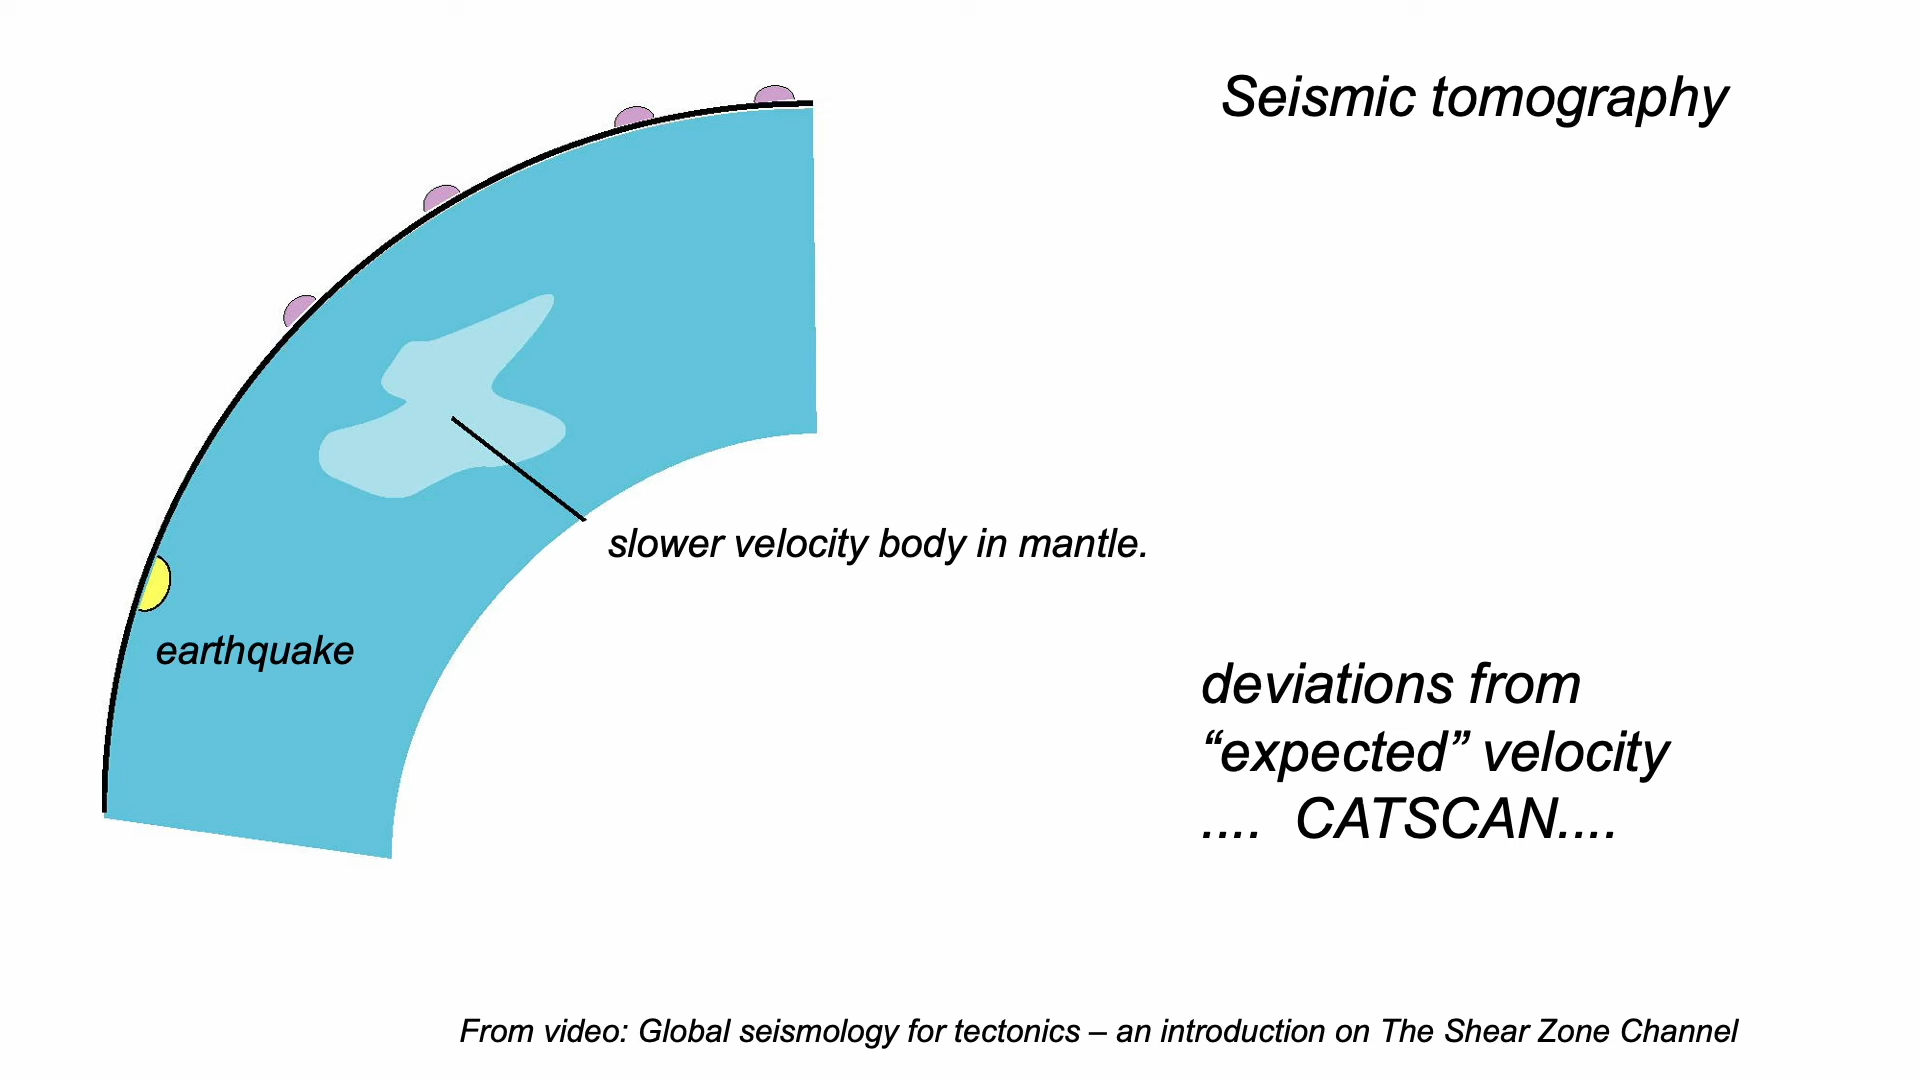 Seismic tomography
slower velocity body in mantle.
earthquake
deviations from
“expected” velocity
.... CATSCAN....
From video: Global seismology for tectonics – an introduction on The Shear Zone Channel